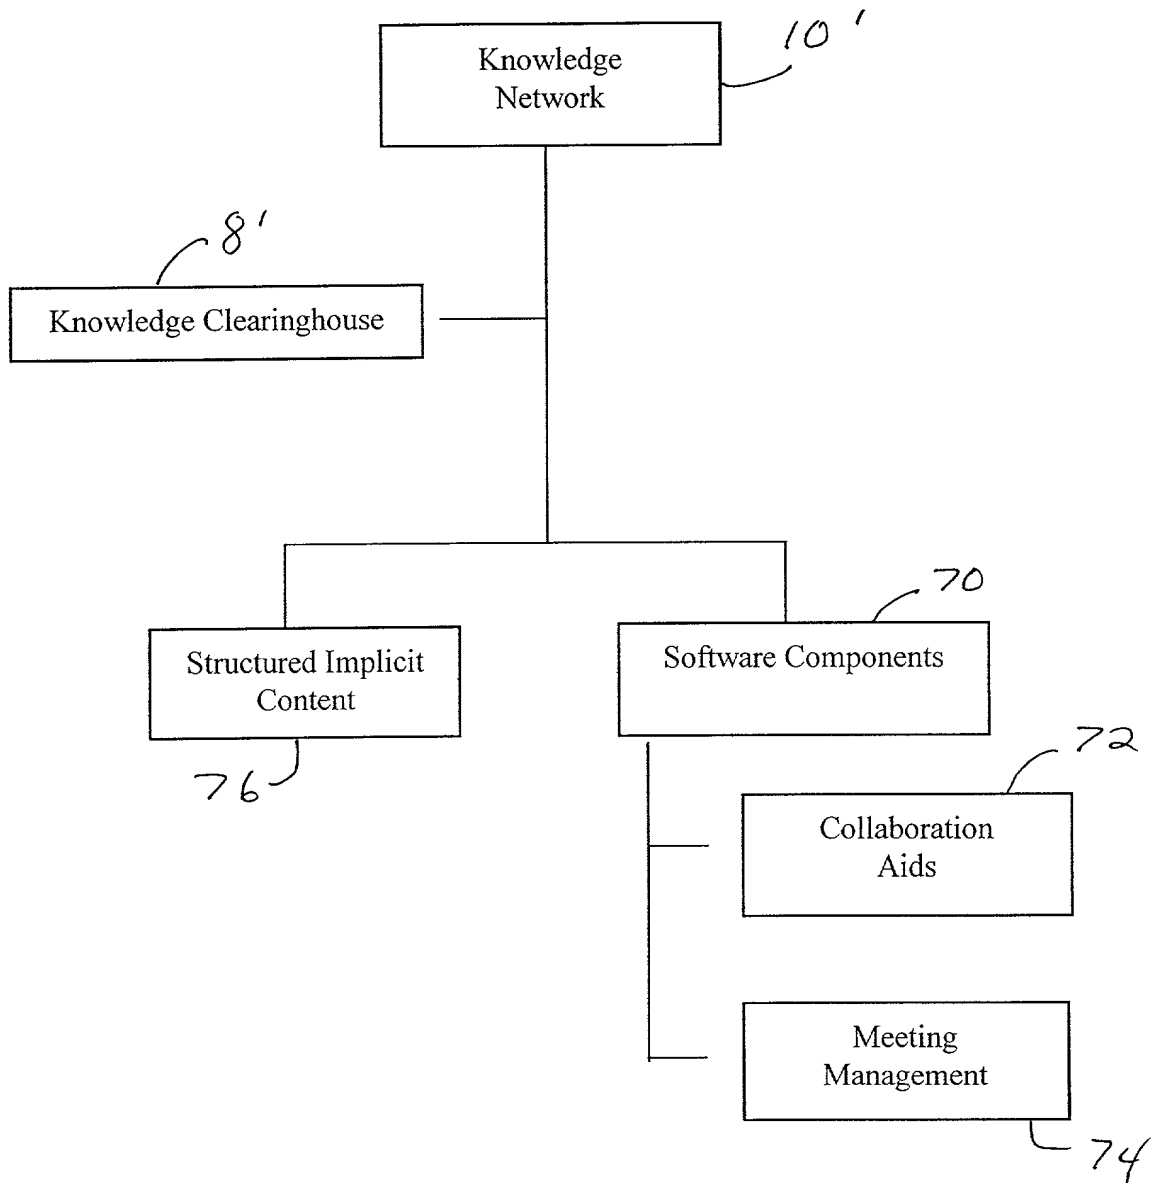 Knowledge
Network
10'
8'
Knowledge Clearinghouse
70
Structured Implicit
Content
Software Components
76
72
Collaboration
Aids
Meeting
Management
74